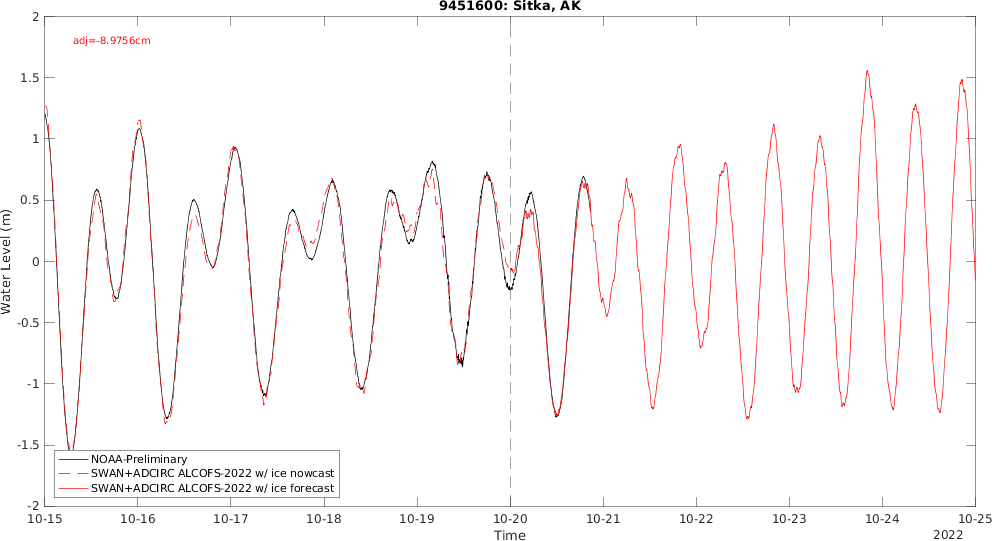 9451600: Sitka, AK
adj=-8.9756cm
Water Level (m)
2
1.5
1
0.5
0
-0.5
-1
-1.5
-2
NOAA-Preliminary
SWAN+ADCIRC ALCOFS-2022 w/ ice nowcast
SWAN+ADCIRC ALCOFS-2022 w/ ice forecast
10-15 10-16 10-17 10-18 10-19 10-20 10-21 10-22 10-23 10-24 10-25
Time
2022